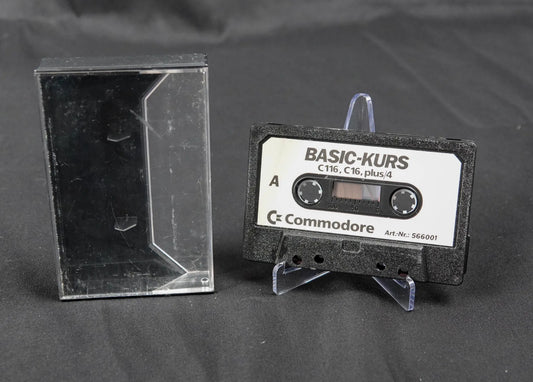 BASIC-KURS
C116, C16, plus/4
A
Commodore
Art.-Nr.: 566001